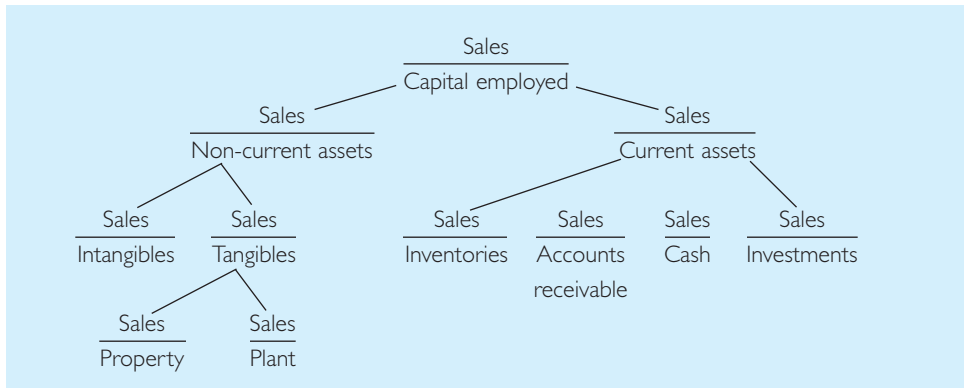 Sales
Capital employed
Sales Sales
Non-current assets Current assets
Sales Sales Sales Sales Sales Sales
Intangibles Tangibles Inventories Accounts Cash Investments
receivable
Sales Sales
Property Plant